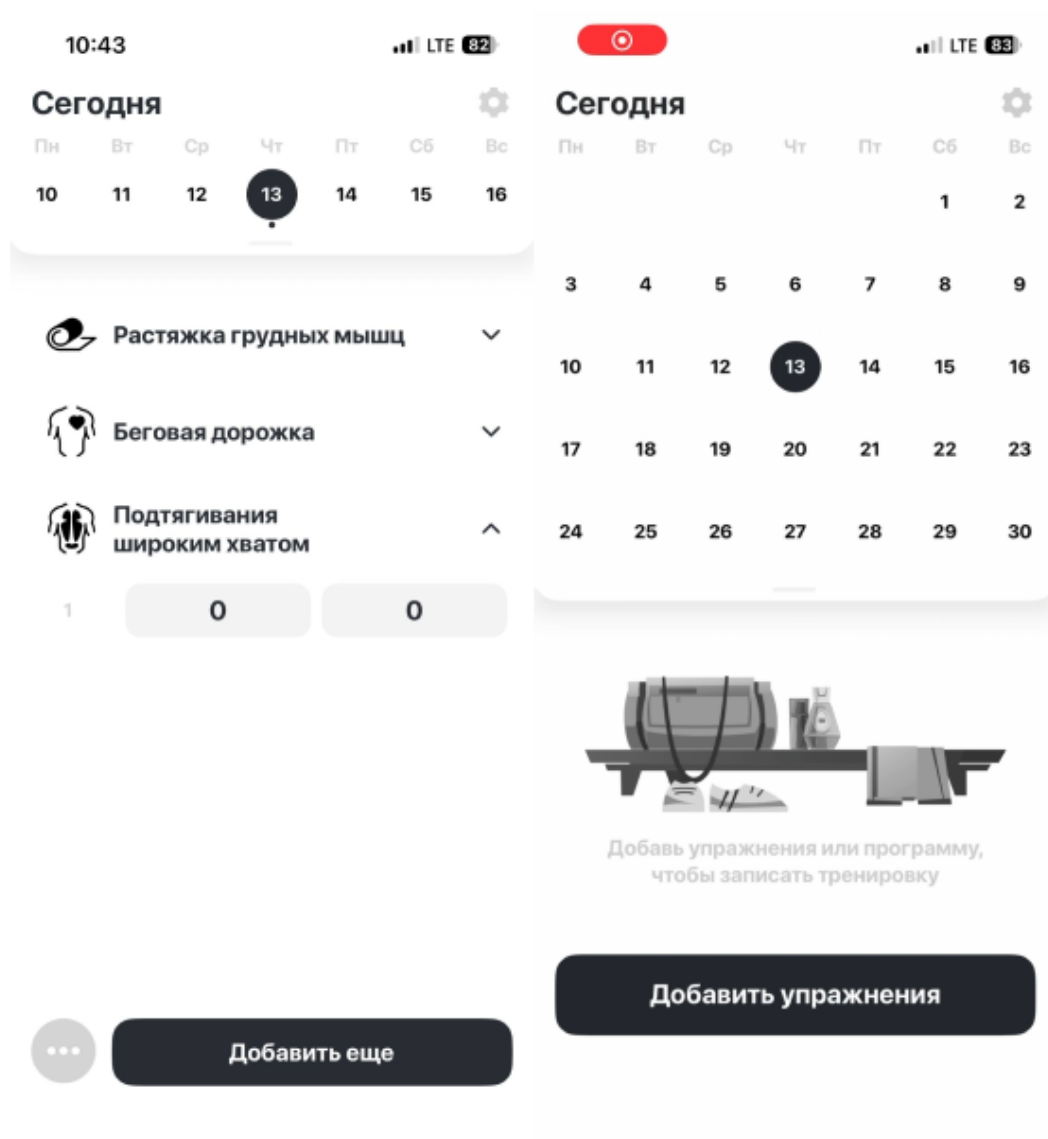 10:43
LTE 82
Сегодня
Пн Вт Ср Чт Пт Сб Вс
10 11 12 13 14 15 16
Растяжка грудных мышц
Беговая дорожка
Подтягивания
широким хватом
1 0 0
Добавить еще
LTE 83
Сегодня
Пн Вт Ср Чт Пт Сб Вс
1 2
3 4 5 6 7 8 9
10 11 12 13 14 15 16
17 18 19 20 21 22 23
24 25 26 27 28 29 30
Добавь упражнения или программу,
чтобы записать тренировку
Добавить упражнения